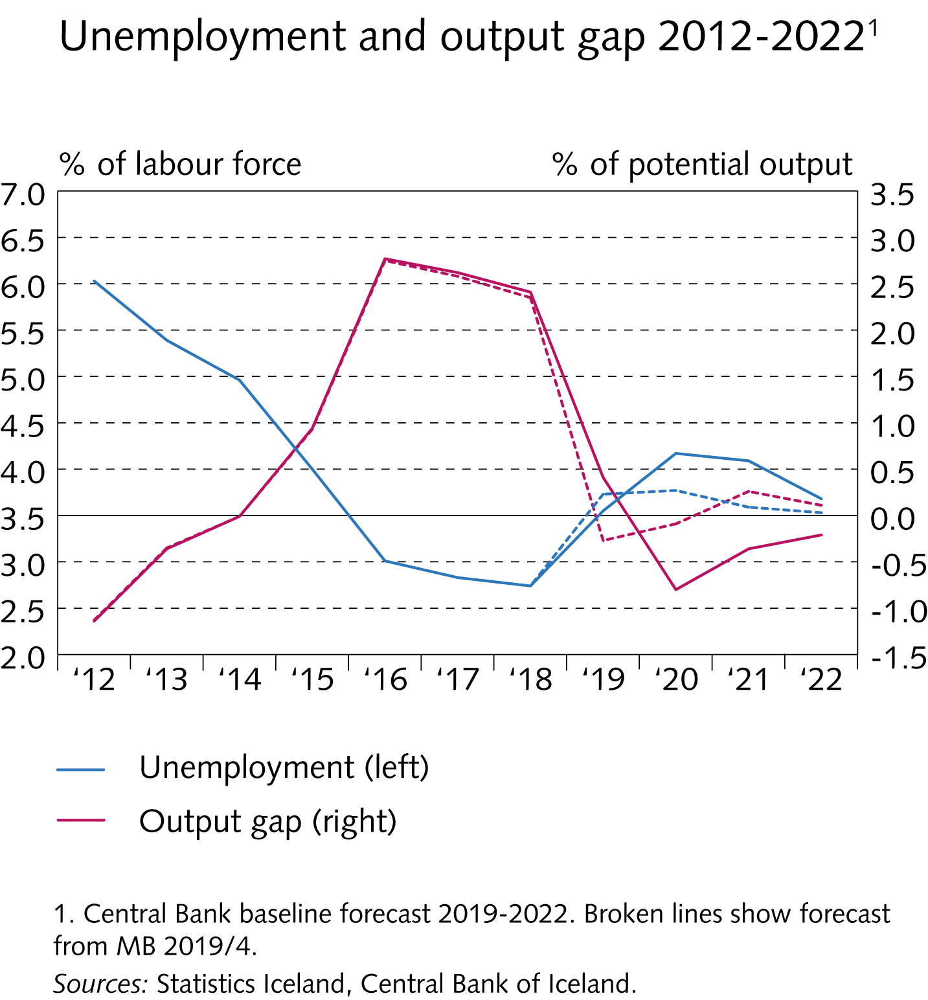 Unemployment and output gap 2012-2022¹
% of labour force
% of potential output
7.0
6.5
6.0
5.5
5.0
4.5
4.0
3.5
3.0
2.5
2.0
3.5
3.0
2.5
2.0
1.5
1.0
0.5
0.0
-0.5
-1.0
-1.5
‘12 ‘13 ‘14 ‘15 ‘16 ‘17 ‘18 ‘19 ‘20 ‘21 ‘22
Unemployment (left)
Output gap (right)
1. Central Bank baseline forecast 2019-2022. Broken lines show forecast
from MB 2019/4.
Sources: Statistics Iceland, Central Bank of Iceland.